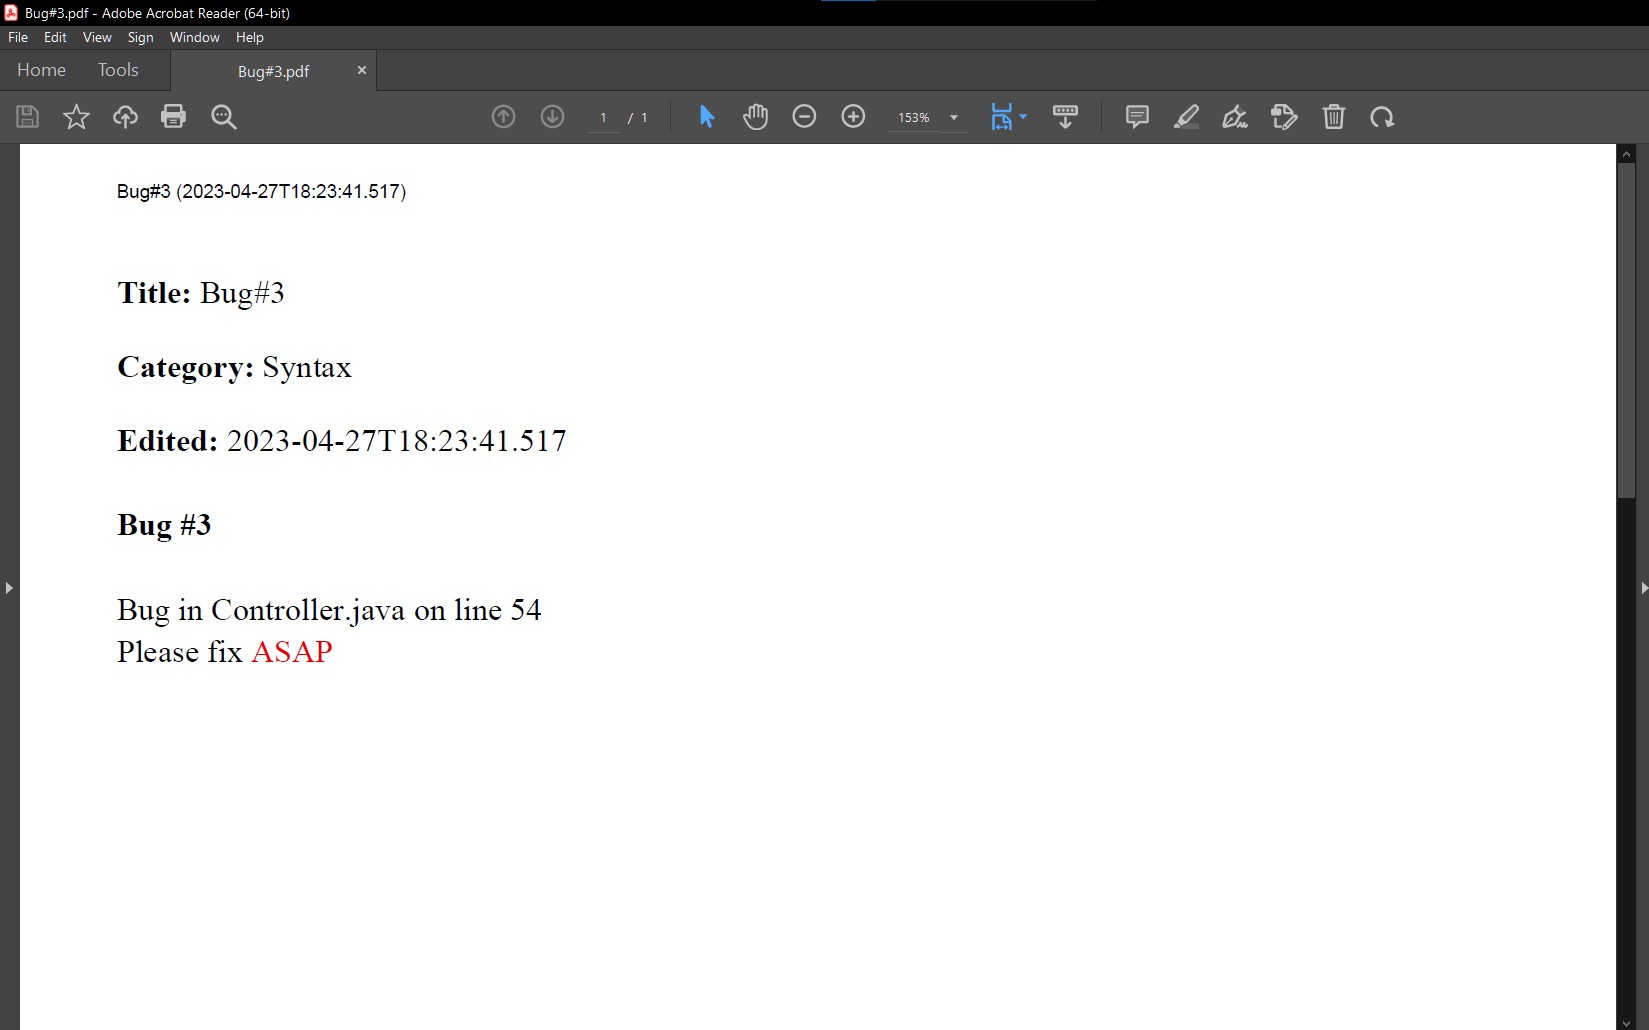 Bug#3.pdf - Adobe Acrobat Reader (64-bit)
File Edit View Sign Window Help
Home Tools Bug#3.pdf ×
1 / 1 153%
Bug#3 (2023-04-27T18:23:41.517)
Title: Bug#3
Category: Syntax
Edited: 2023-04-27T18:23:41.517
Bug #3
Bug in Controller.java on line 54
Please fix ASAP